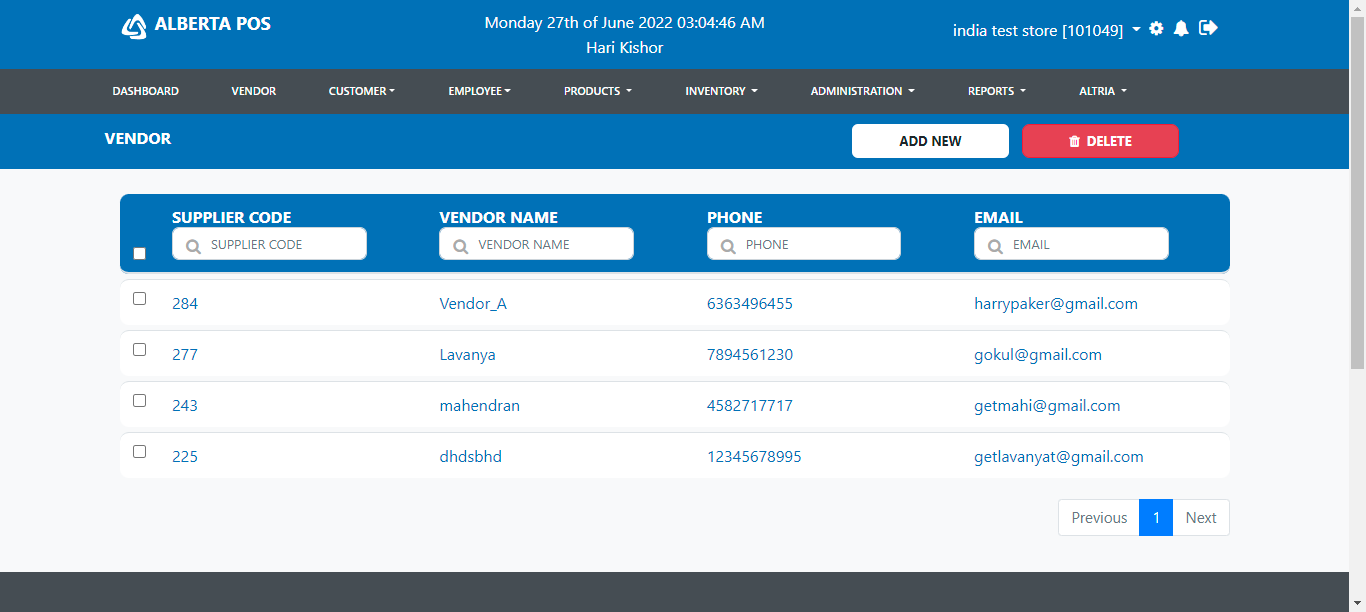 ALBERTA POS
Monday 27th of June 2022 03:04:46 AM
Hari Kishor
india test store [101049]
DASHBOARD VENDOR CUSTOMER EMPLOYEE PRODUCTS INVENTORY ADMINISTRATION REPORTS ALTRIA
VENDOR ADD NEW DELETE
SUPPLIER CODE VENDOR NAME PHONE EMAIL
SUPPLIER CODE VENDOR NAME PHONE EMAIL
284 Vendor_A 6363496455 harrypaker@gmail.com
277 Lavanya 7894561230 gokul@gmail.com
243 mahendran 4582717717 getmahi@gmail.com
225 dhdsbhd 12345678995 getlavanyat@gmail.com
Previous 1 Next